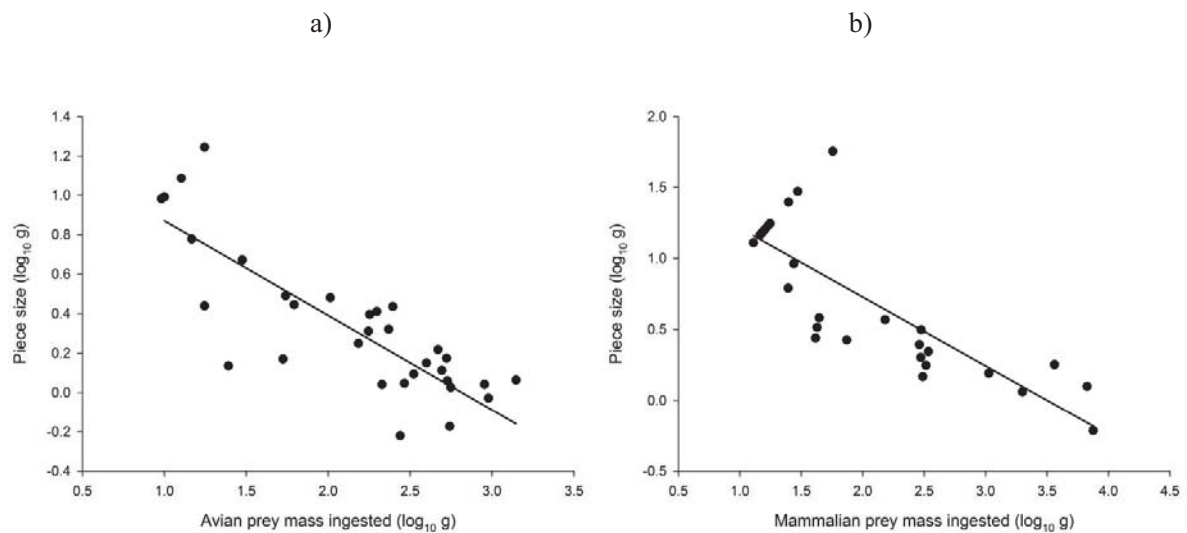 a)
1.4
1.2
1.0
0.8
0.6
0.4
0.2
0.0
-0.2
-0.4
0.5 1.0 1.5 2.0 2.5 3.0 3.5
Piece size (log10 g)
Avian prey mass ingested (log10 g)
b)
2.0
1.5
1.0
0.5
0.0
-0.5
0.5 1.0 1.5 2.0 2.5 3.0 3.5 4.0 4.5
Piece size (log10 g)
Mammalian prey mass ingested (log10 g)